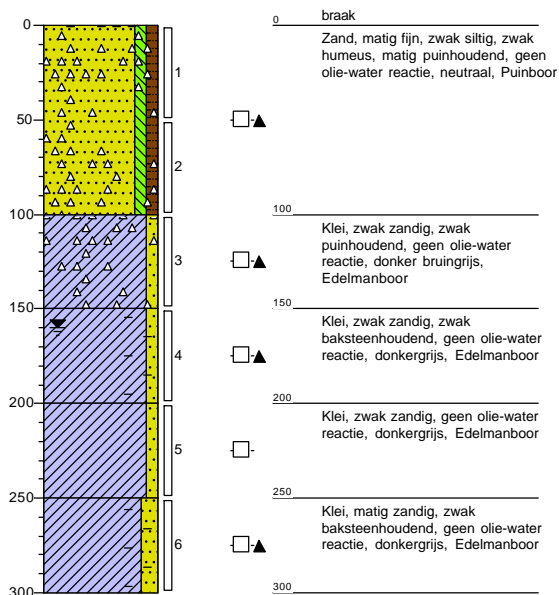 braak
0
0
Zand, matig fijn, zwak siltig, zwak
humeus, matig puinhoudend, geen
olie-water reactie, neutraal, Puinboor
1
50
2
100
100
Klei, zwak zandig, zwak
puinhoudend, geen olie-water
reactie, donker bruingrijs,
Edelmanboor
3
150
150
Klei, zwak zandig, zwak
baksteenhoudend, geen olie-water
reactie, donkergrijs, Edelmanboor
4
200
200
Klei, zwak zandig, geen olie-water
reactie, donkergrijs, Edelmanboor
5
250
250
Klei, matig zandig, zwak
baksteenhoudend, geen olie-water
reactie, donkergrijs, Edelmanboor
6
300
300